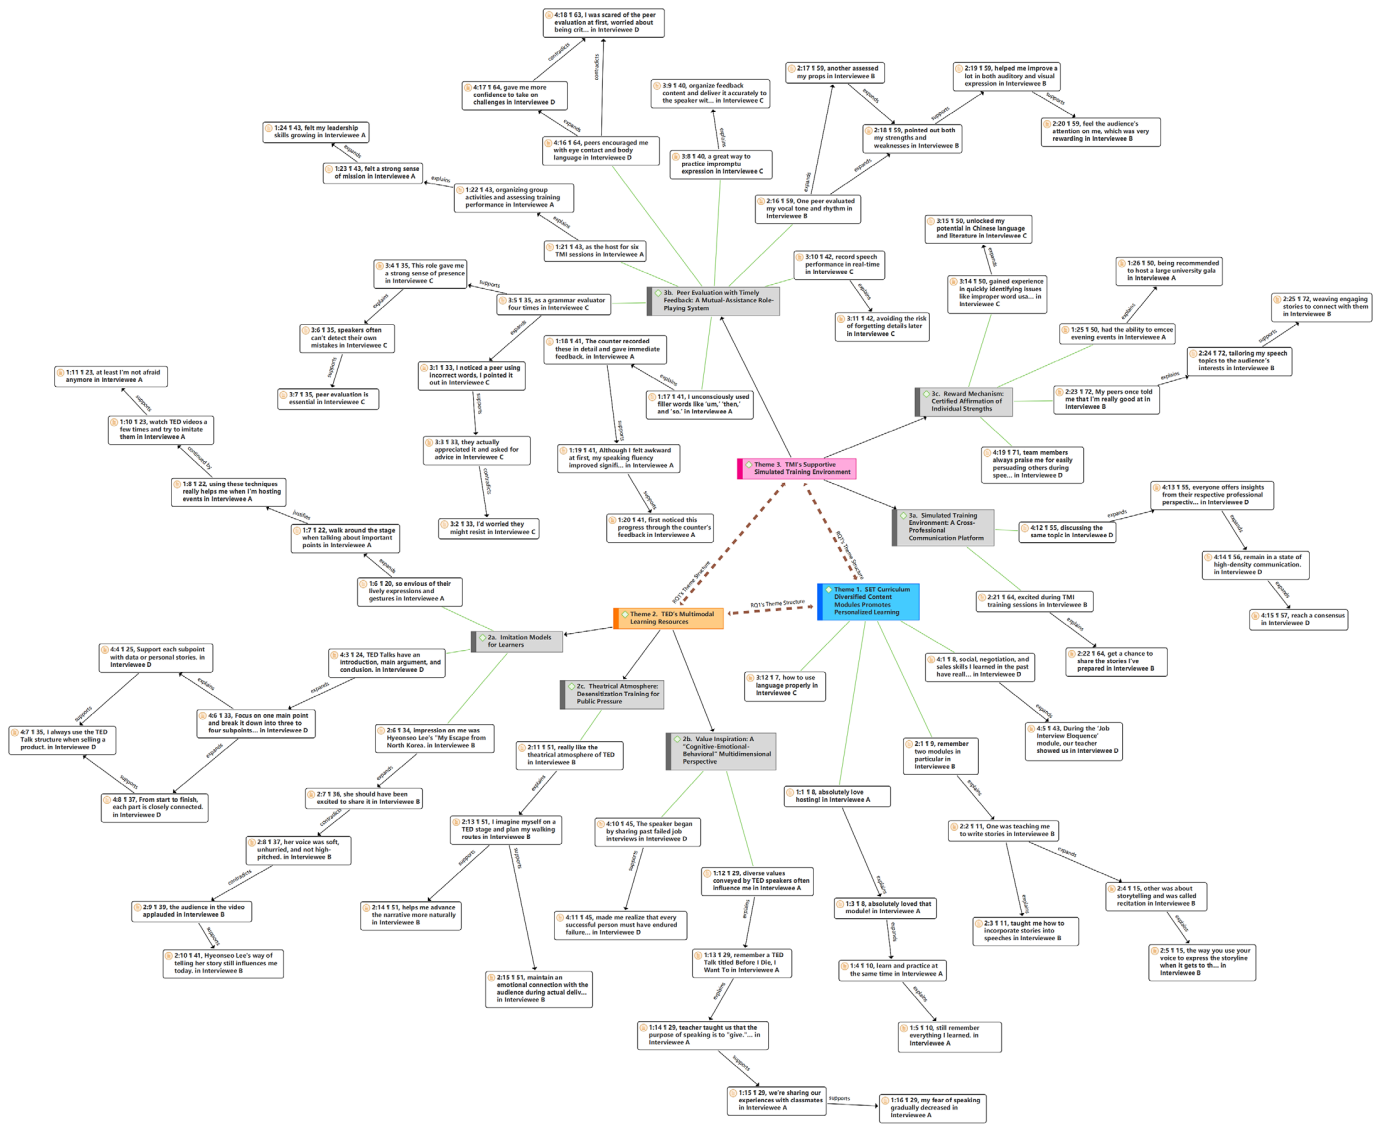 4:18 ¶ 63, I was scared of the peer
evaluation at first, worried about
being crit... in Interviewee D
contradicts
contradicts
4:17 ¶ 64, gave me more
confidence to take on
challenges in Interviewee D
expands
4:16 ¶ 64, peers encouraged me
with eye contact and body
language in Interviewee D
3:9 ¶ 40, organize feedback
content and deliver it accurately to
the speaker wit... in Interviewee C
explains
3:8 ¶ 40, a great way to
practice impromptu
expression in Interviewee C
2:17 ¶ 59, another assessed
my props in Interviewee B
expands
2:19 ¶ 59, helped me improve a
lot in both auditory and visual
expression in Interviewee B
supports
supports
2:18 ¶ 59, pointed out both
my strengths and
weaknesses in Interviewee B
2:20 ¶ 59, feel the audience's
attention on me, which was very
rewarding in Interviewee B
expands
expands
2:16 ¶ 59, One peer evaluated
my vocal tone and rhythm in
Interviewee B
1:24 ¶ 43, felt my leadership
skills growing in Interviewee A
expands
1:23 ¶ 43, felt a strong sense
of mission in Interviewee A
explains
1:22 ¶ 43, organizing group
activities and assessing training
performance in Interviewee A
explains
1:21 ¶ 43, as the host for six
TMI sessions in Interviewee A
3:10 ¶ 42, record speech
performance in real-time
in Interviewee C
explains
3:11 ¶ 42, avoiding the risk
of forgetting details later
in Interviewee C
3:15 ¶ 50, unlocked my
potential in Chinese language
and literature in Interviewee C
expands
3:14 ¶ 50, gained experience
in quickly identifying issues
like improper word usa... in
Interviewee C
1:26 ¶ 50, being recommended
to host a large university gala
in Interviewee A
explains
1:25 ¶ 50, had the ability to emcee
evening events in Interviewee A
2:25 ¶ 72, weaving engaging
stories to connect with them
in Interviewee B
supports
2:24 ¶ 72, tailoring my speech
topics to the audience's
interests in Interviewee B
explains
2:23 ¶ 72, My peers once told
me that I'm really good at in
Interviewee B
3:4 ¶ 35, This role gave me
a strong sense of presence
in Interviewee C
supports
3:5 ¶ 35, as a grammar evaluator
four times in Interviewee C
3b. Peer Evaluation with Timely
Feedback: A Mutual-Assistance Role-
Playing System
explain
expands
3:6 ¶ 35, speakers often
can't detect their own
mistakes in Interviewee C
supports
3:7 ¶ 35, peer evaluation is
essential in Interviewee C
3:1 ¶ 33, I noticed a peer using
incorrect words, I pointed it
out in Interviewee C
supports
3:3 ¶ 33, they actually
appreciated it and asked for
advice in Interviewee C
contradicts
3:2 ¶ 33, I'd worried they
might resist in Interviewee C
1:18 ¶ 41, The counter recorded
these in detail and gave immediate
feedback. in Interviewee A
explains
1:17 ¶ 41, I unconsciously used
filler words like 'um,' 'then,'
and 'so.' in Interviewee A
supports
1:19 ¶ 41, Although I felt awkward
at first, my speaking fluency
improved signifi... in Interviewee A
supports
1:20 ¶ 41, first noticed this
progress through the counter's
feedback in Interviewee A
3c. Reward Mechanism:
Certified Affirmation of
Individual Strengths
4:19 ¶ 71, team members
always praise me for easily
persuading others during
spee... in Interviewee D
Theme 3. TMI's Supportive
Simulated Training Environment
1:11 ¶ 23, at least I'm not afraid
anymore in Interviewee A
supports
1:10 ¶ 23, watch TED videos a
few times and try to imitate
them in Interviewee A
continued by
1:8 ¶ 22, using these techniques
really helps me when I'm hosting
events in Interviewee A
justifies
1:7 ¶ 22, walk around the stage
when talking about important
points in Interviewee A
expands
1:6 ¶ 20, so envious of their
lively expressions and
gestures in Interviewee A
3a. Simulated Training
Environment: A Cross-
Professional
Communication Platform
4:12 ¶ 55, discussing the
same topic in Interviewee D
expands
4:13 ¶ 55, everyone offers insights
from their respective professional
perspectiv... in Interviewee D
expands
4:14 ¶ 56, remain in a state of
high-density communication.
in Interviewee D
expands
4:15 ¶ 57, reach a consensus
in Interviewee D
2:21 ¶ 64, excited during TMI
training sessions in Interviewee B
explains
2:22 ¶ 64, get a chance to
share the stories I've
prepared in Interviewee B
RQ1's Theme Structure
RQ1's Theme Structure
RQ1's Theme Structure
Theme 1. SET Curriculum
Diversified Content
Modules Promotes
Personalized Learning
Theme 2. TED's Multimodal
Learning Resources
2a. Imitation Models
for Learners
4:3 ¶ 24, TED Talks have an
introduction, main argument, and
conclusion. in Interviewee D
expands
4:4 ¶ 25, Support each subpoint
with data or personal stories. in
Interviewee D
explains
4:6 ¶ 33, Focus on one main point
and break it down into three to
four subpoints... in Interviewee D
supports
4:7 ¶ 35, I always use the TED
Talk structure when selling a
product. in Interviewee D
expands
supports
4:8 ¶ 37, From start to finish,
each part is closely connected.
in Interviewee D
2:6 ¶ 34, Impression on me was
Hyeonseo Lee's "My Escape from
North Korea. in Interviewee B
expands
2:7 ¶ 36, she should have been
excited to share it in Interviewee B
contradicts
2:8 ¶ 37, her voice was soft,
unhurried, and not high-
pitched. in Interviewee B
contradicts
2:9 ¶ 39, the audience in the video
applauded in Interviewee B
supports
2:10 ¶ 41, Hyeonseo Lee's way of
telling her story still influences me
today. in Interviewee B
2c. Theatrical Atmosphere:
Desensitization Training for
Public Pressure
2:11 ¶ 51, really like the
theatrical atmosphere of TED
in Interviewee B
explains
2:13 ¶ 51, I imagine myself on a
TED stage and plan my walking
routes in Interviewee B
supports
supports
2:14 ¶ 51, helps me advance
the narrative more naturally
in Interviewee B
2:15 ¶ 51, maintain an
emotional connection with the
audience during actual deliv...
in Interviewee B
2b. Value Inspiration: A
"Cognitive-Emotional-
Behavioral" Multidimensional
Perspective
4:10 ¶ 45, The speaker began
by sharing past failed job
interviews in Interviewee D
supports
4:11 ¶ 45, made me realize that every
successful person must have endured
failure... in Interviewee D
1:12 ¶ 29, diverse values
conveyed by TED speakers often
influence me in Interviewee A
1:13 ¶ 29, remember a TED
Talk titled Before I Die, I
Want To in Interviewee A
explains
1:14 ¶ 29, teacher taught us that the
purpose of speaking is to "give."... in
Interviewee A
supports
1:15 ¶ 29, we're sharing our
experiences with classmates
in Interviewee A
supports
1:16 ¶ 29, my fear of speaking
gradually decreased in
Interviewee A
3:12 ¶ 7, how to use
language properly in
Interviewee C
4:1 ¶ 8, social, negotiation, and
sales skills I learned in the past
have reall... in Interviewee D
expands
4:5 ¶ 43, During the 'Job
Interview Eloquence'
module, our teacher
showed us in Interviewee D
2:1 ¶ 9, remember
two modules in
particular in
Interviewee B
explains
2:2 ¶ 11, One was teaching me
to write stories in Interviewee B
expands
explains
2:3 ¶ 11, taught me how to
incorporate stories into
speeches in Interviewee B
2:4 ¶ 15, other was about
storytelling and was called
recitation in Interviewee B
explains
2:5 ¶ 15, the way you use your
voice to express the storyline
when it gets to th... in
Interviewee B
1:1 ¶ 8, absolutely love
hosting! in Interviewee A
explains
1:3 ¶ 8, absolutely loved that
module! in Interviewee A
expands
1:4 ¶ 10, learn and practice at
the same time in Interviewee A
explains
1:5 ¶ 10, still remember
everything I learned. in
Interviewee A